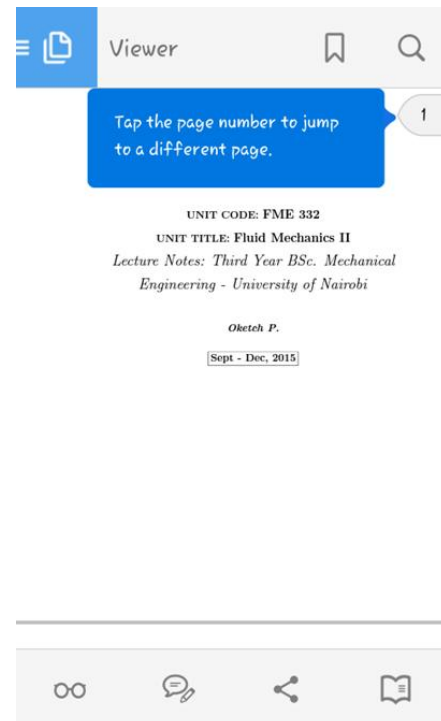 Viewer
1
Tap the page number to jump
to a different page.
UNIT CODE: FME 332
UNIT TITLE: Fluid Mechanics II
Lecture Notes: Third Year BSc. Mechanical
Engineering - University of Nairobi
Oketch P.
Sept - Dec, 2015